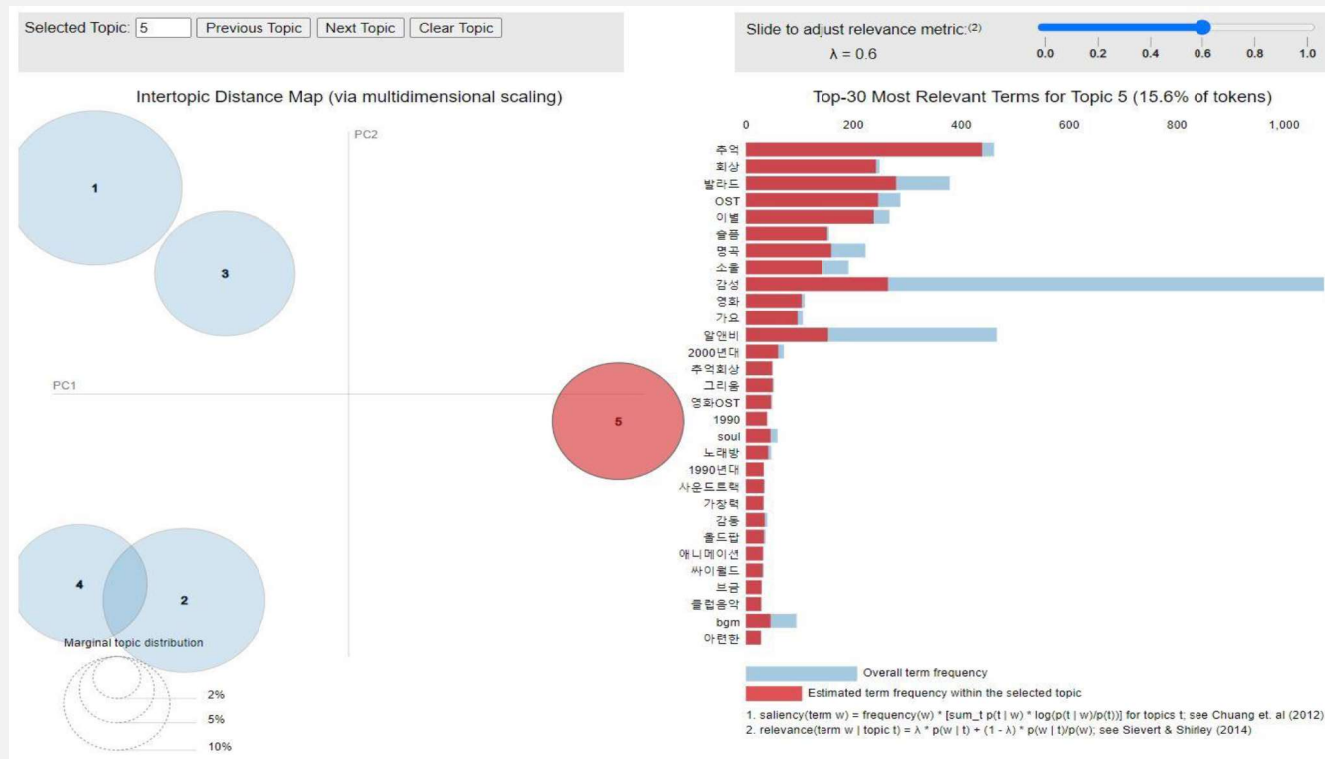 Selected Topic: 5 Previous Topic Next Topic Clear Topic
Slide to adjust relevance metric:(2)
λ = 0.6
0.0 0.2 0.4 0.6 0.8 1.0
Intertopic Distance Map (via multidimensional scaling)
PC2
PC1
1
3
5
4
2
Marginal topic distribution
2%
5%
10%
Top-30 Most Relevant Terms for Topic 5 (15.6% of tokens)
0 200 400 600 800 1,000
추억
회상
발라드
OST
이별
슬픔
명곡
소울
감성
영화
가요
알앤비
2000년대
추억회상
그리움
영화OST
1990
soul
노래방
1990년대
사운드트랙
가창력
감동
올드팝
애니메이션
싸이월드
브금
클럽음악
bgm
아련한
Overall term frequency
Estimated term frequency within the selected topic
1. saliency(term w) = frequency(w) * [sum_t p(t | w) * log(p(t | w)/p(t))] for topics t; see Chuang et. al (2012)
2. relevance(term w | topic t) = λ * p(w | t) + (1 - λ) * p(w | t)/p(w); see Sievert & Shirley (2014)